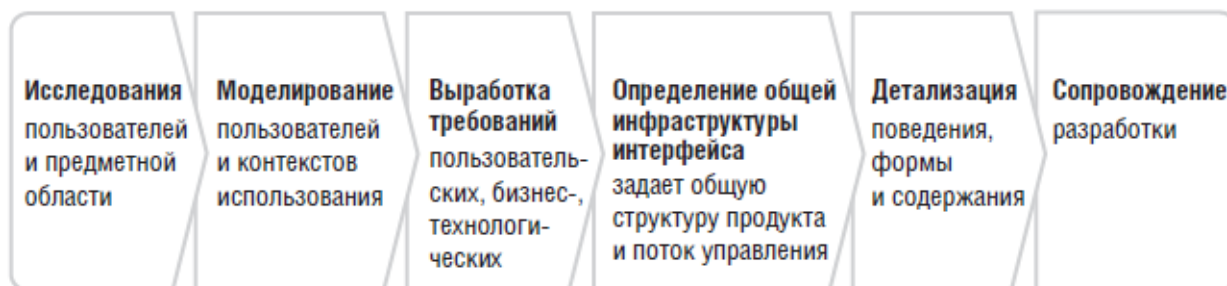 Исследования
пользователей
и предметной
области
Моделирование
пользователей
и контекстов
использования
Выработка
требований
пользователь-
ских, бизнес-,
технологи-
ческих
Определение общей
инфраструктуры
интерфейса
задает общую
структуру продукта
и поток управления
Детализация
поведения,
формы
и содержания
Сопровождение
разработки